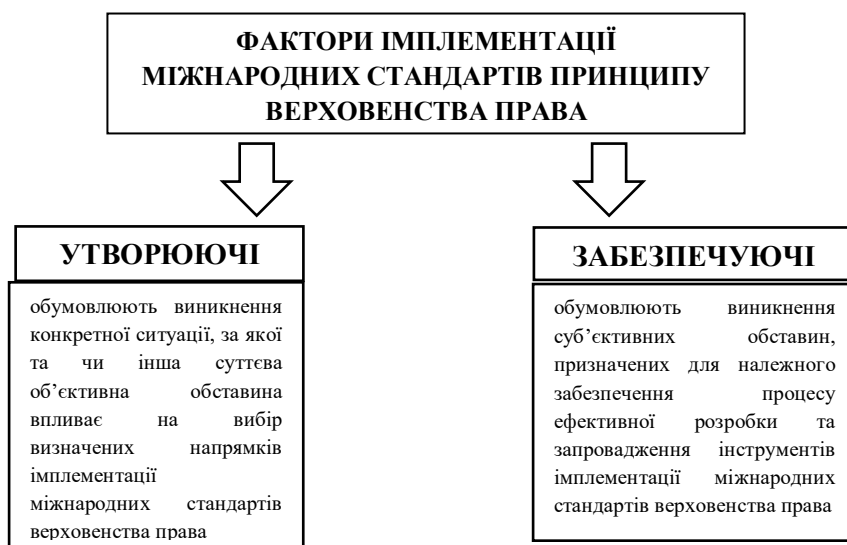 ФАКТОРИ ІМПЛЕМЕНТАЦІЇ
МІЖНАРОДНИХ СТАНДАРТІВ ПРИНЦИПУ
ВЕРХОВЕНСТВА ПРАВА
УТВОРЮЮЧІ
обумовлюють виникнення
конкретної ситуації, за якої
та чи інша суттєва
об’єктивна обставина
впливає на вибір
визначених напрямків
імплементації
міжнародних стандартів
верховенства права
ЗАБЕЗПЕЧУЮЧІ
обумовлюють виникнення
суб’єктивних обставин,
призначених для належного
забезпечення процесу
ефективної розробки та
запровадження інструментів
імплементації міжнародних
стандартів верховенства права